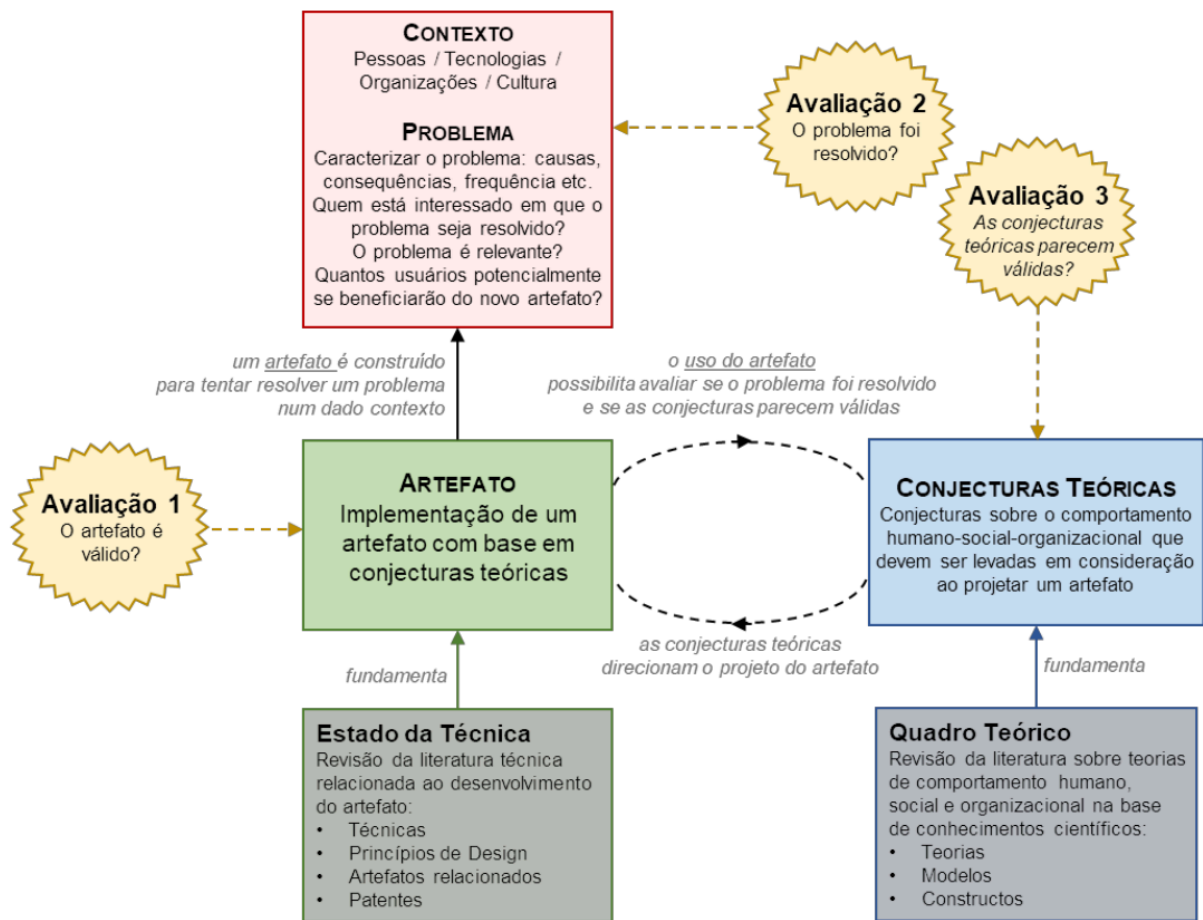 CONTEXTO
Pessoas / Tecnologias /
Organizações / Cultura
PROBLEMA
Caracterizar o problema: causas,
consequências, frequência etc.
Quem está interessado em que o
problema seja resolvido?
O problema é relevante?
Quantos usuários potencialmente
se beneficiarão do novo artefato?
Avaliação 2
O problema foi
resolvido?
Avaliação 3
As conjecturas
teóricas parecem
válidas?
um artefato é construído
para tentar resolver um problema
num dado contexto
o uso do artefato
possibilita avaliar se o problema foi resolvido
e se as conjecturas parecem válidas
Avaliação 1
O artefato é
válido?
ARTEFATO
Implementação de um
artefato com base em
conjecturas teóricas
CONJECTURAS TEÓRICAS
Conjecturas sobre o comportamento
humano-social-organizacional que
devem ser levadas em consideração
ao projetar um artefato
as conjecturas teóricas
direcionam o projeto do artefato
fundamenta
fundamenta
Estado da Técnica
Revisão da literatura técnica
relacionada ao desenvolvimento
do artefato:
• Técnicas
• Princípios de Design
• Artefatos relacionados
• Patentes
Quadro Teórico
Revisão da literatura sobre teorias
de comportamento humano,
social e organizacional na base
de conhecimentos científicos:
• Teorias
• Modelos
• Constructos